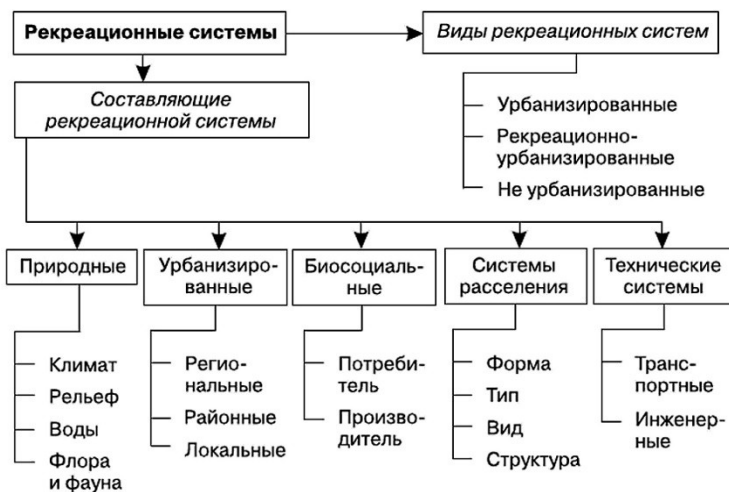 Рекреационные системы
Виды рекреационных систем
Составляющие
рекреационной системы
Урбанизированные
Рекреационно-
урбанизированные
Не урбанизированные
Природные
Климат
Рельеф
Воды
Флора
и фауна
Урбанизиро-
ванные
Регио-
нальные
Районные
Локальные
Биосоциаль-
ные
Потреби-
тель
Произво-
дитель
Системы
расселения
Форма
Тип
Вид
Структура
Технические
системы
Транс-
портные
Инженер-
ные